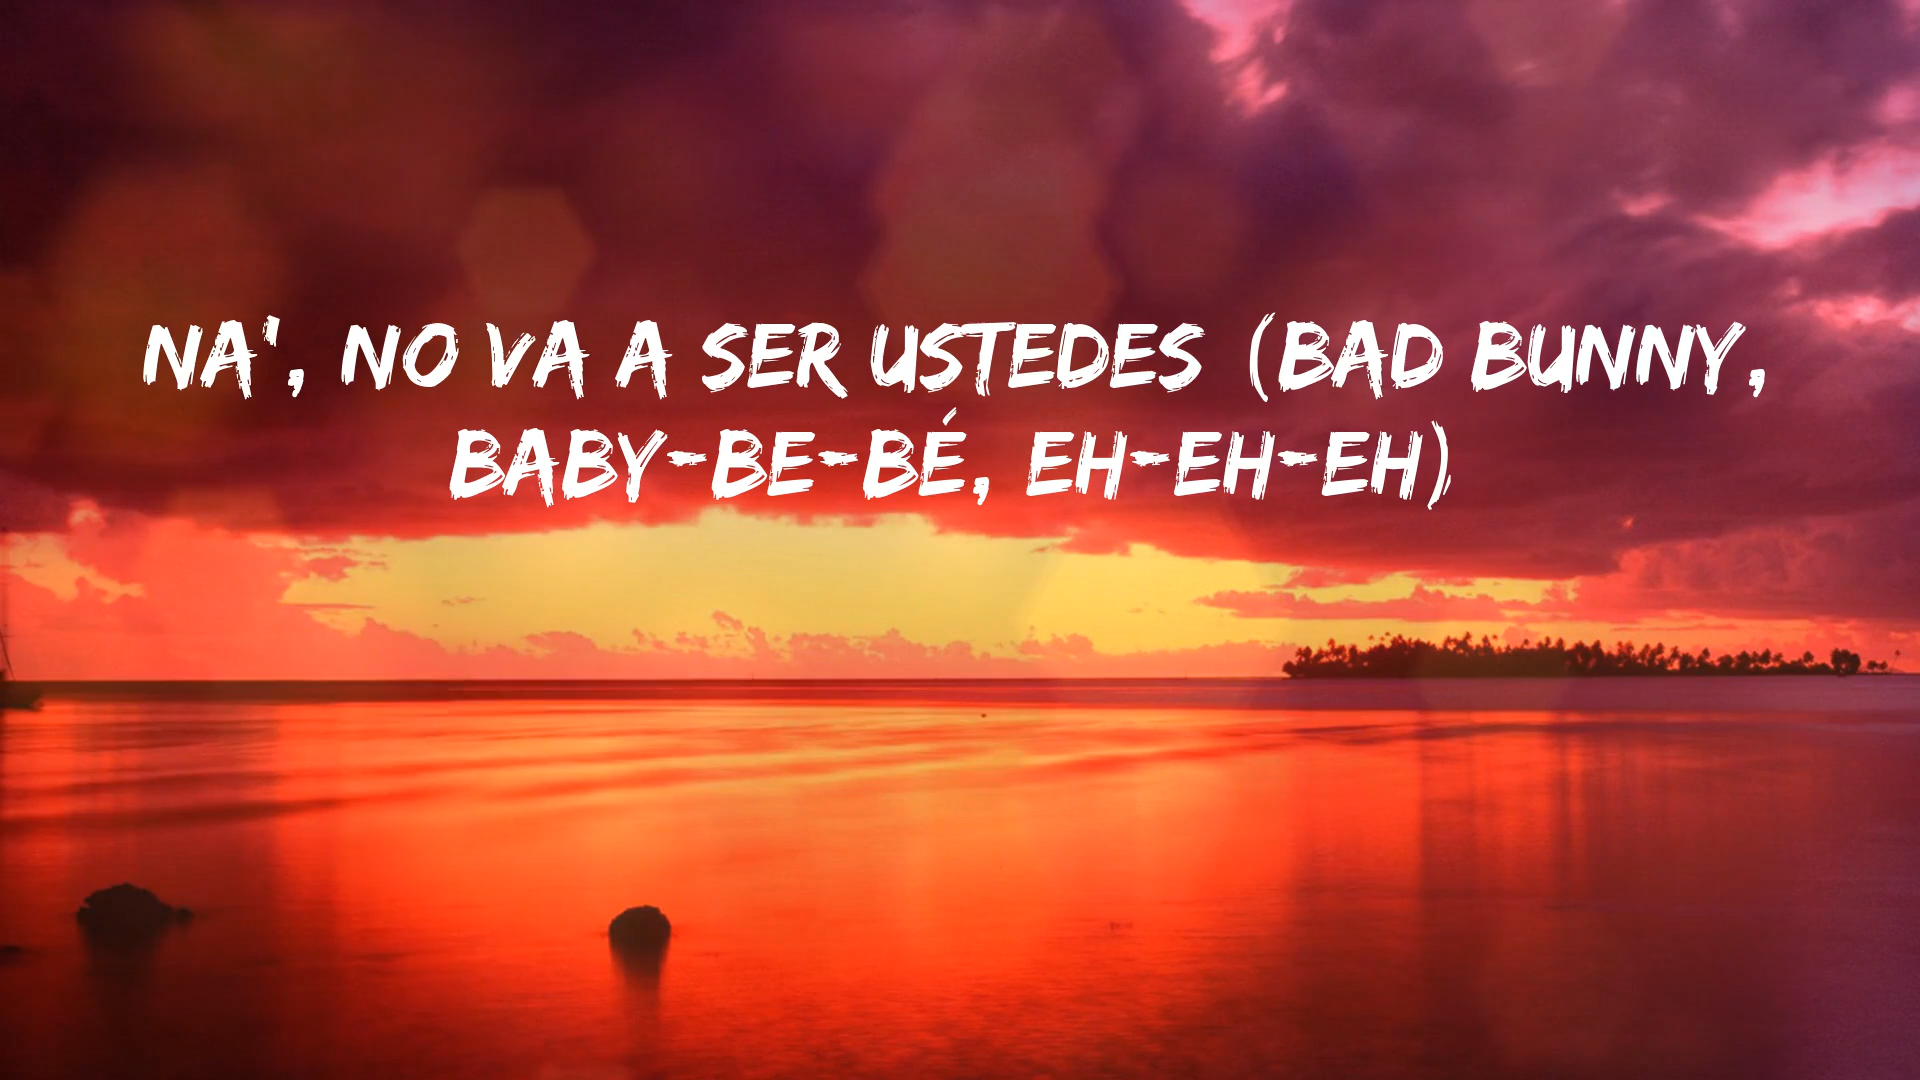 NA', NO VA A SER USTEDES (BAD BUNNY,
BABY-BE-BÉ, EH-EH-EH)